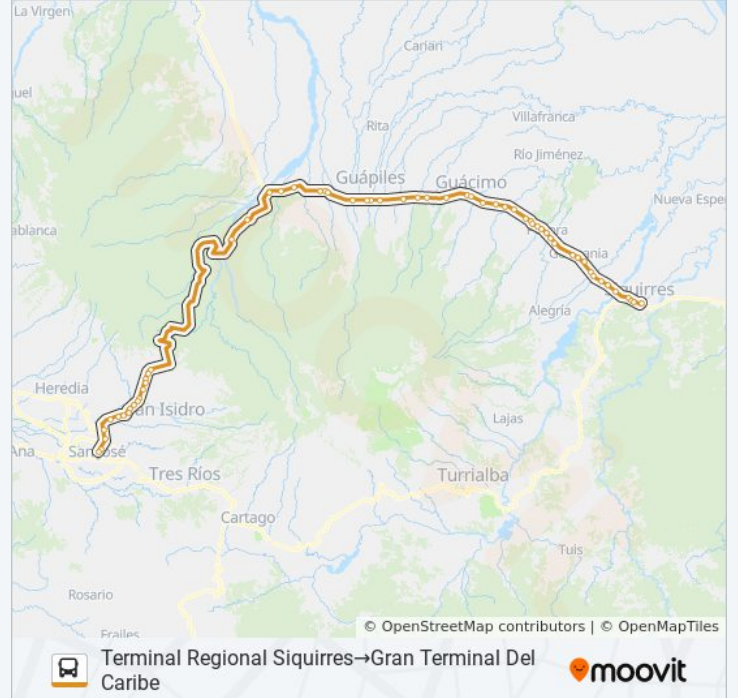 La Virgen
Cariari
uel
Villafranca
Rita
Río Jiménez
Guápiles
Guácimo
Nueva Espe
ablanca
quirres
Alegría
Heredia
an Isidro
Lajas
Ana
San José
Tres Ríos
Turrialba
Cartago
Tuis
Rosario
Frailes
© OpenStreetMap contributors | © OpenMapTiles
Terminal Regional Siquirres→Gran Terminal Del
Caribe
moovit